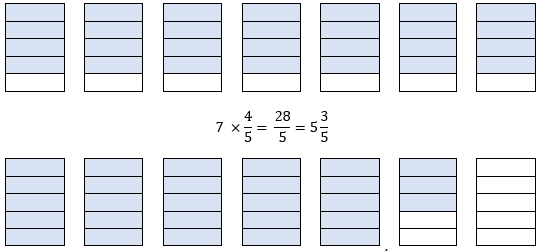 7 × 4/5 = 28/5 = 5 3/5